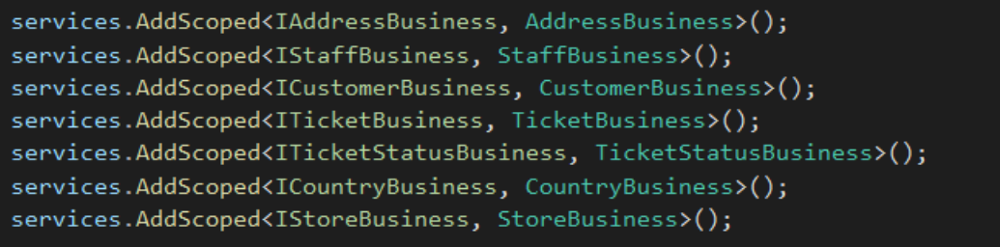 services.AddScoped<IAddressBusiness, AddressBusiness>();
services.AddScoped<IStaffBusiness, StaffBusiness>();
services.AddScoped<ICustomerBusiness, CustomerBusiness>();
services.AddScoped<ITicketBusiness, TicketBusiness>();
services.AddScoped<ITicketStatusBusiness, TicketStatusBusiness>();
services.AddScoped<ICountryBusiness, CountryBusiness>();
services.AddScoped<IStoreBusiness, StoreBusiness>();